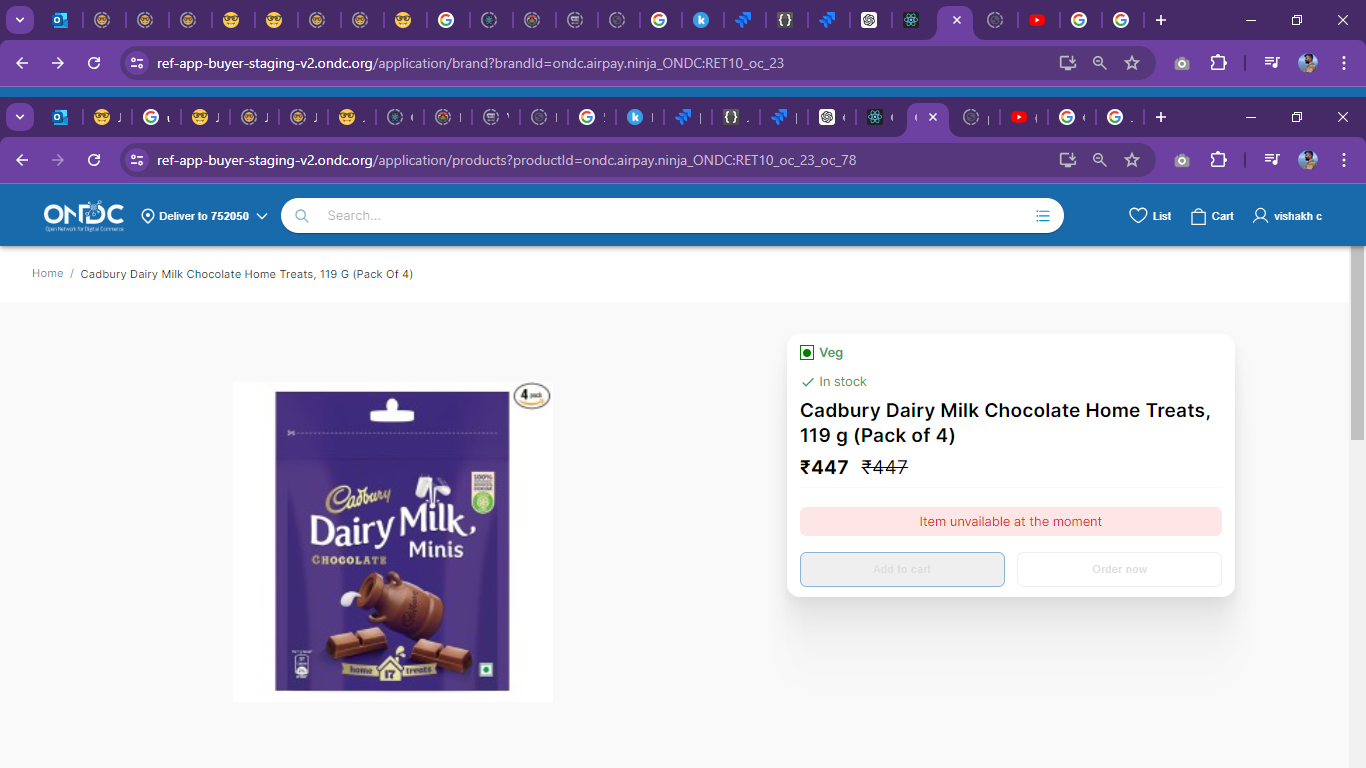 ref-app-buyer-staging-v2.ondc.org/application/brand?brandId=ondc.airpay.ninja_ONDC:RET10_oc_23
ref-app-buyer-staging-v2.ondc.org/application/products?productId=ondc.airpay.ninja_ONDC:RET10_oc_23_oc_78
ONDC
Open Network for Digital Commerce
Deliver to 752050
Search...
List
Cart
vishakh c
Home / Cadbury Dairy Milk Chocolate Home Treats, 119 G (Pack Of 4)
4 pack
100%
Cadbury
Dairy Milk
CHOCOLATE
Minis
home 17 treats
Veg
In stock
Cadbury Dairy Milk Chocolate Home Treats,
119 g (Pack of 4)
₹447 ₹447
Item unvailable at the moment
Add to cart
Order now